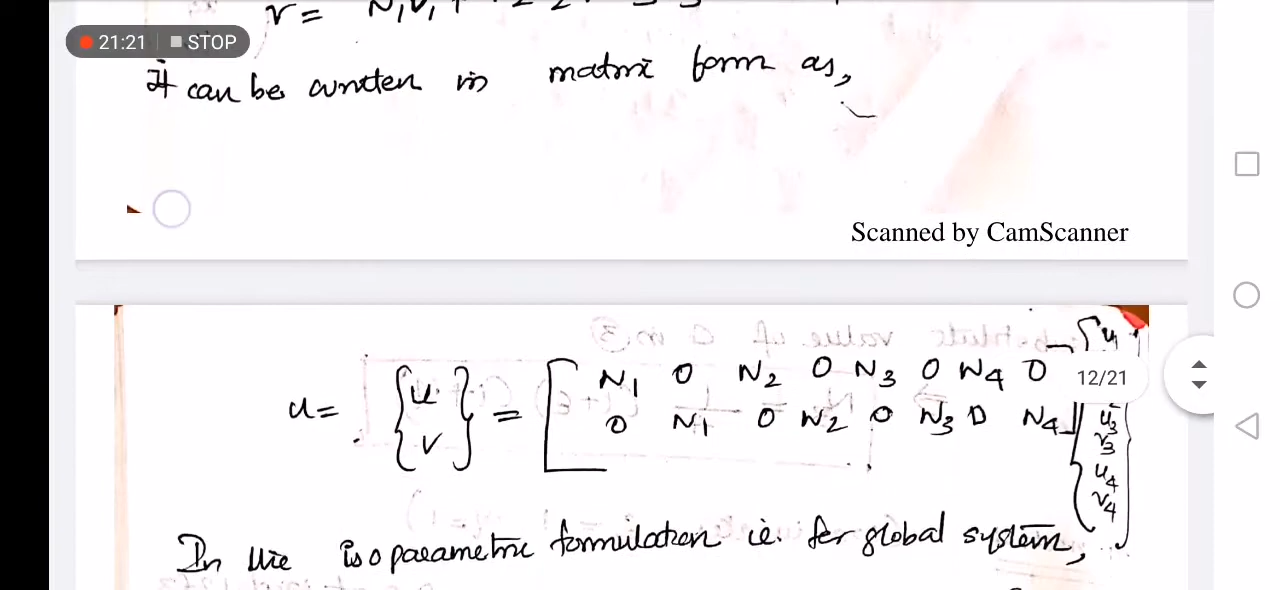 v = N1v1 +
21:21 STOP
It can be written in matrix form as,
Scanned by CamScanner
u = {u v} = [N1 0 N2 0 N3 0 N4 0
0 N1 0 N2 0 N3 0 N4] {u1
u3
v3
u4
v4}
12/21
In the isoparametric formulation i.e. for global system,